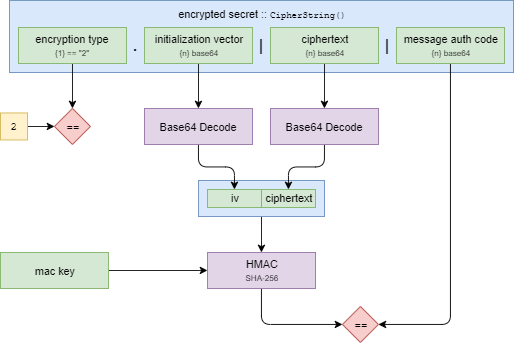 encrypted secret :: CipherString()
encryption type
{1} == "2"
.
initialization vector
{n} base64
|
ciphertext
{n} base64
|
message auth code
{n} base64
2
==
Base64 Decode
Base64 Decode
iv
ciphertext
mac key
HMAC
SHA-256
==